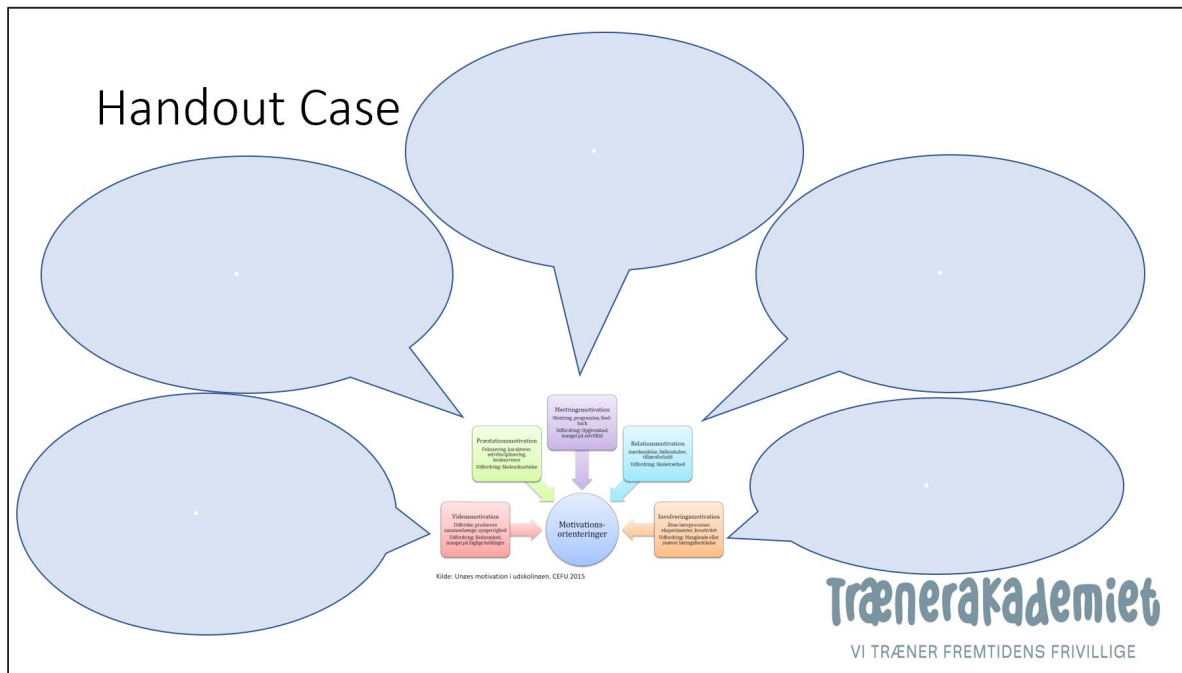 Handout Case
Mestringsmotivation
Mestring, progression, feed-
back
Udfordring: Opgivenhed,
mangel på selvtillid
Præstationsmotivation
Fokusering, karakterer,
selvdisciplinering,
konkurrence
Udfordring: Skoleudmattelse
Relationsmotivation
Anerkendelse, fællesskaber,
tilhørsforhold
Udfordring: Skoletræthed
Vidensmotivation
Udforske, producere
sammenhænge, nysgerrighed
Udfordring: Kedsomhed,
mangel på faglige koblinger
Motivations-
orienteringer
Involveringsmotivation
Åbne læreprocesser,
eksperimenter, kreativitet
Udfordring: Manglende eller
snæver læringsforståelse
Kilde: Unges motivation i udskolingen. CEFU 2015
Trænerakademiet
VI TRÆNER FREMTIDENS FRIVILLIGE